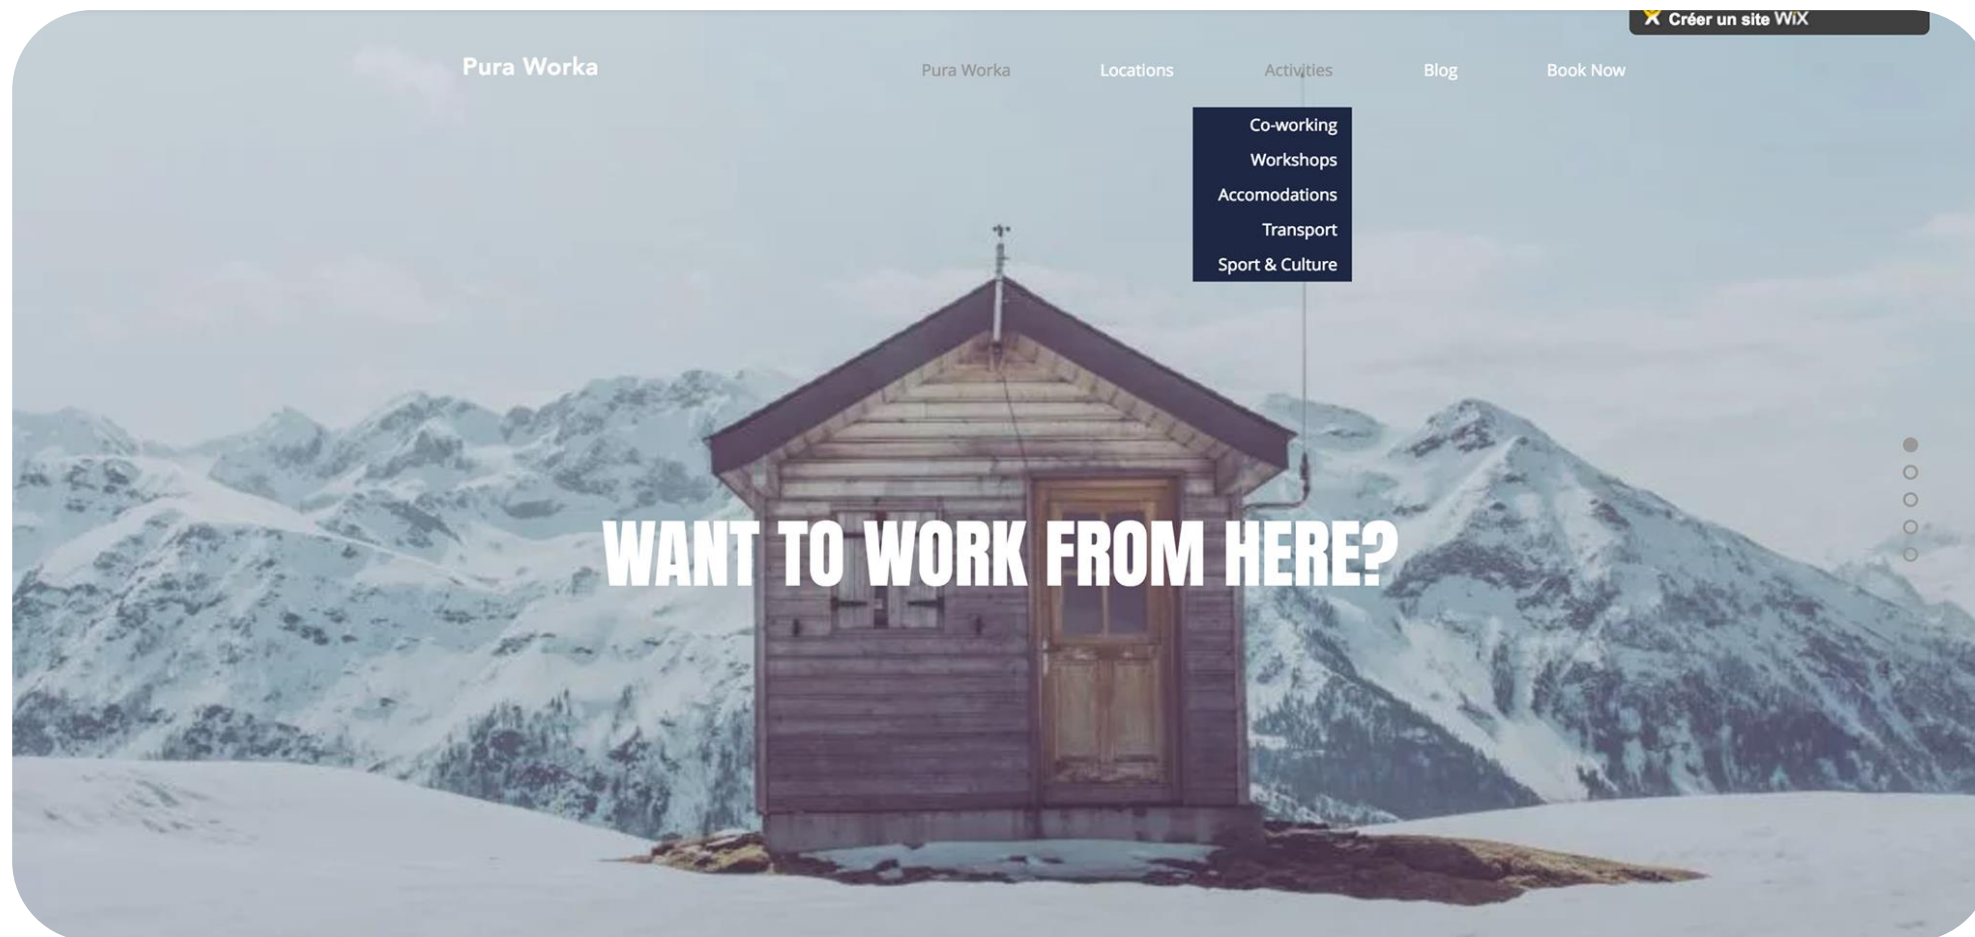 Créer un site WiX
Pura Worka
Pura Worka Locations Activities Blog Book Now
Co-working
Workshops
Accomodations
Transport
Sport & Culture
WANT TO WORK FROM HERE?